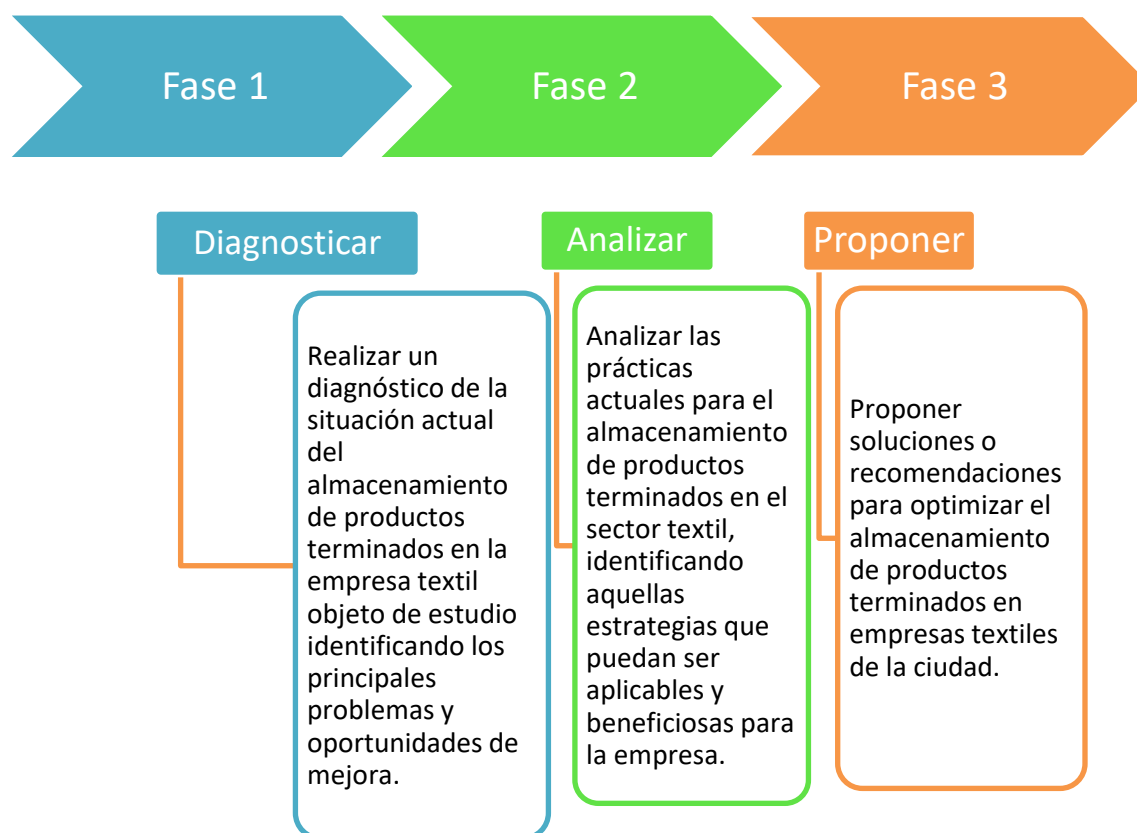 Fase 1
Fase 2
Fase 3
Diagnosticar
Realizar un
diagnóstico de la
situación actual
del
almacenamiento
de productos
terminados en la
empresa textil
objeto de estudio
identificando los
principales
problemas y
oportunidades de
mejora.
Analizar
Analizar las
prácticas
actuales para el
almacenamiento
de productos
terminados en el
sector textil,
identificando
aquellas
estrategias que
puedan ser
aplicables y
beneficiosas para
la empresa.
Proponer
Proponer
soluciones o
recomendaciones
para optimizar el
almacenamiento
de productos
terminados en
empresas textiles
de la ciudad.